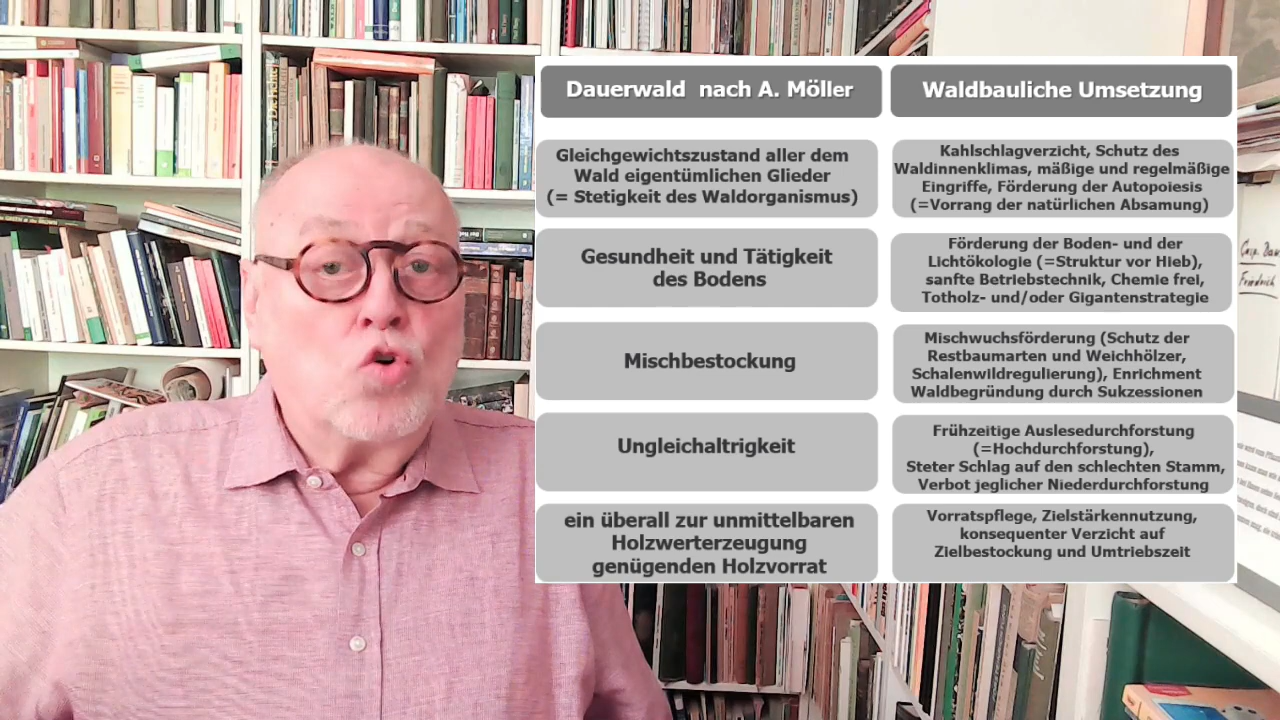 Dauerwald nach A. Möller
Waldbauliche Umsetzung
Gleichgewichtszustand aller dem
Wald eigentümlichen Glieder
(= Stetigkeit des Waldorganismus)
Kahlschlagverzicht, Schutz des
Waldinnenklimas, mäßige und regelmäßige
Eingriffe, Förderung der Autopoiesis
(=Vorrang der natürlichen Absamung)
Gesundheit und Tätigkeit
des Bodens
Förderung der Boden- und der
Lichtökologie (=Struktur vor Hieb),
sanfte Betriebstechnik, Chemie frei,
Totholz- und/oder Gigantenstrategie
Mischbestockung
Mischwuchsförderung (Schutz der
Restbaumarten und Weichhölzer,
Schalenwildregulierung), Enrichment
Waldbegründung durch Sukzessionen
Ungleichaltrigkeit
Frühzeitige Auslesedurchforstung
(=Hochdurchforstung),
Steter Schlag auf den schlechten Stamm,
Verbot jeglicher Niederdurchforstung
ein überall zur unmittelbaren
Holzwerterzeugung
genügenden Holzvorrat
Vorratspflege, Zielstärkennutzung,
konsequenter Verzicht auf
Zielbestockung und Umtriebszeit
Friedrich